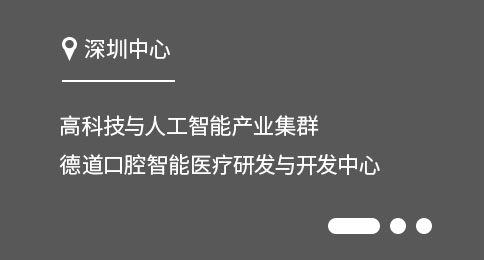 深圳中心
高科技与人工智能产业集群
德道口腔智能医疗研发与开发中心